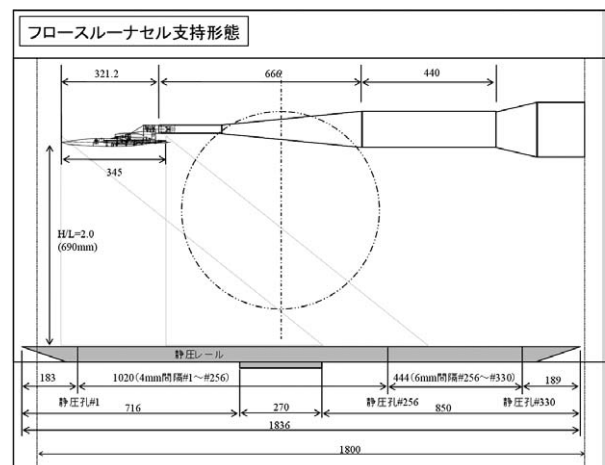 フロースルーナセル支持形態
321.2
666
440
345
H/L=2.0
(690mm)
静圧レール
183
1020(4mm間隔#1～#256)
444(6mm間隔#256～#330)
189
静圧孔#1
静圧孔#256
静圧孔#330
716
270
850
1836
1800